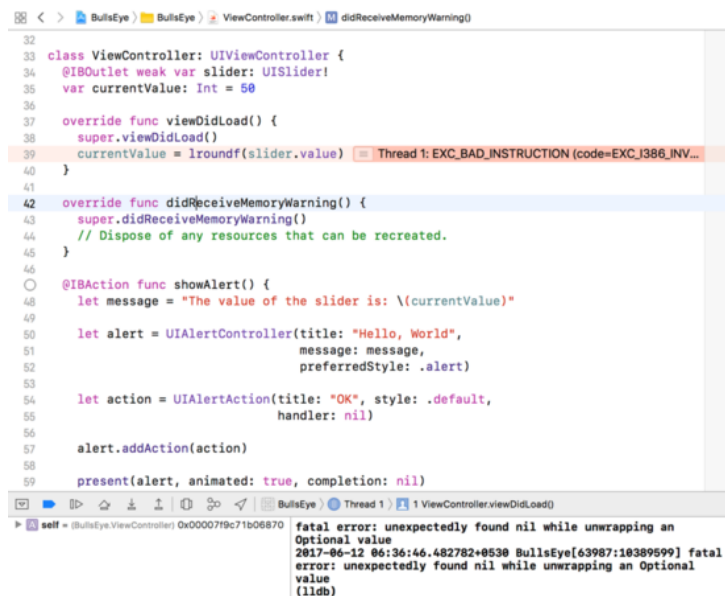 BullsEye 〉 BullsEye 〉 ViewController.swift 〉 M didReceiveMemoryWarning()
32
33 class ViewController: UIViewController {
34 @IBOutlet weak var slider: UISlider!
35 var currentValue: Int = 50
36
37 override func viewDidLoad() {
38 super.viewDidLoad()
39 currentValue = lroundf(slider.value) Thread 1: EXC_BAD_INSTRUCTION (code=EXC_I386_INV...
40 }
41
42 override func didReceiveMemoryWarning() {
43 super.didReceiveMemoryWarning()
44 // Dispose of any resources that can be recreated.
45 }
46
@IBAction func showAlert() {
48 let message = "The value of the slider is: \(currentValue)"
49
50 let alert = UIAlertController(title: "Hello, World",
51 message: message,
52 preferredStyle: .alert)
53
54 let action = UIAlertAction(title: "OK", style: .default,
55 handler: nil)
56
57 alert.addAction(action)
58
59 present(alert, animated: true, completion: nil)
BullsEye 〉 Thread 1 〉 1 ViewController.viewDidLoad()
self = (BullsEye.ViewController) 0x00007f9c71b06870
fatal error: unexpectedly found nil while unwrapping an
Optional value
2017-06-12 06:36:46.482782+0530 BullsEye[63987:10389599] fatal
error: unexpectedly found nil while unwrapping an Optional
value
(lldb)